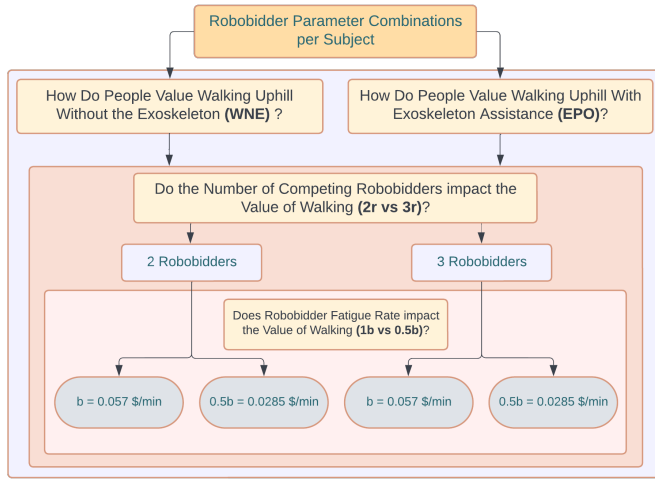 Robobidder Parameter Combinations
per Subject
How Do People Value Walking Uphill
Without the Exoskeleton (WNE) ?
How Do People Value Walking Uphill With
Exoskeleton Assistance (EPO)?
Do the Number of Competing Robobidders impact the
Value of Walking (2r vs 3r)?
2 Robobidders
3 Robobidders
Does Robobidder Fatigue Rate impact
the Value of Walking (1b vs 0.5b)?
b = 0.057 $/min
0.5b = 0.0285 $/min
b = 0.057 $/min
0.5b = 0.0285 $/min